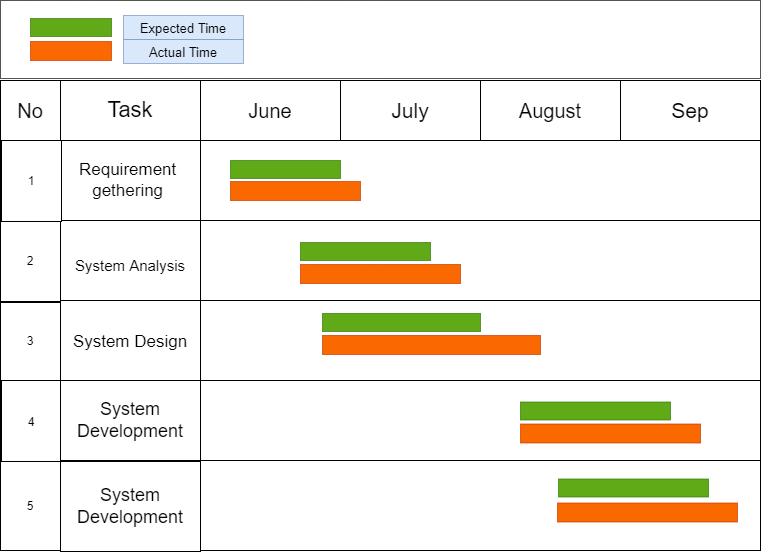 Expected Time
Actual Time
No
Task
June
July
August
Sep
1
Requirement
gethering
2
System Analysis
3
System Design
4
System
Development
5
System
Development